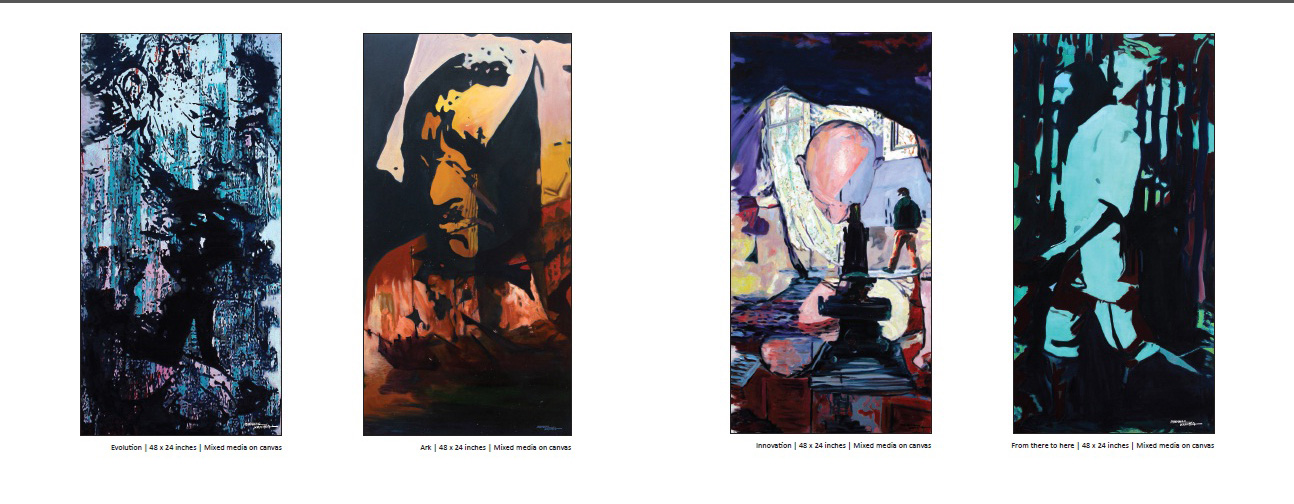 Evolution | 48 x 24 inches | Mixed media on canvas
Ark | 48 x 24 inches | Mixed media on canvas
Innovation | 48 x 24 inches | Mixed media on canvas
From there to here | 48 x 24 inches | Mixed media on canvas